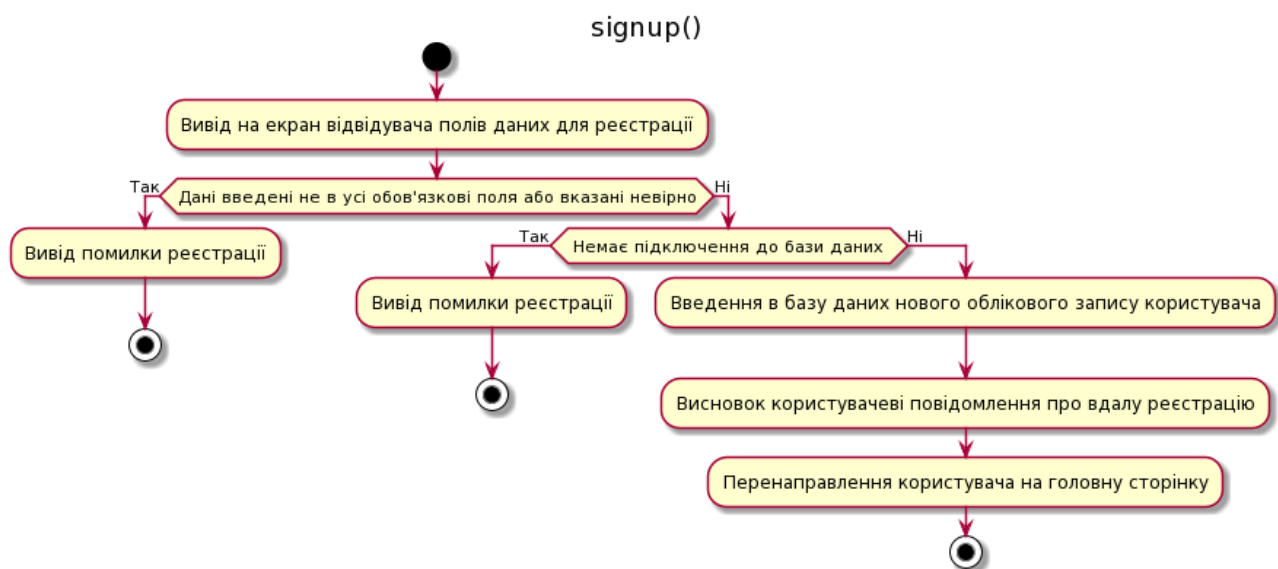 signup()
Вивід на екран відвідувача полів даних для реєстрації
Так
Дані введені не в усі обов'язкові поля або вказані невірно
Ні
Вивід помилки реєстрації
Так
Немає підключення до бази даних
Ні
Вивід помилки реєстрації
Введення в базу даних нового облікового запису користувача
Висновок користувачеві повідомлення про вдалу реєстрацію
Перенаправлення користувача на головну сторінку